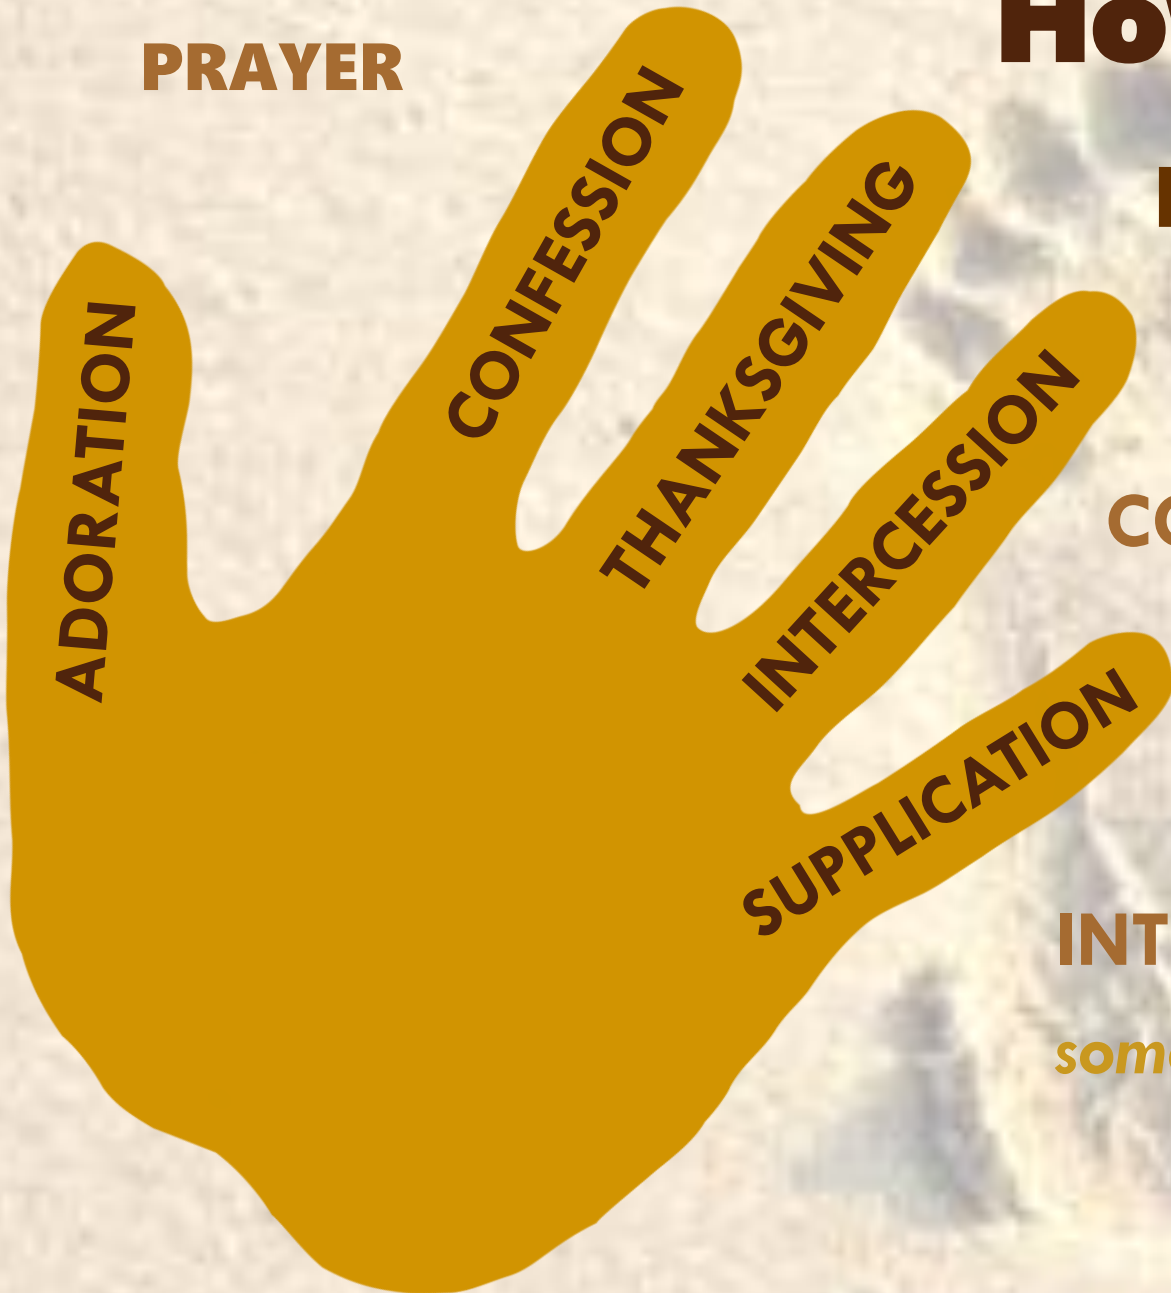 PRAYER
ADORATION
CONFESSION
THANKSGIVING
INTERCESSION
SUPPLICATION